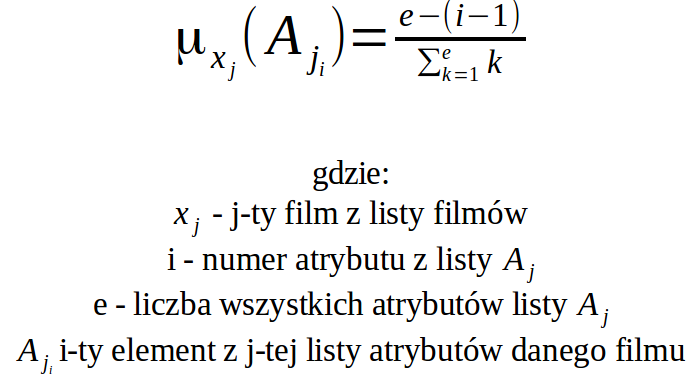 μ_{x_j}(A_{j_i})=\frac{e-(i-1)}{\sum_{k=1}^{e} k}
gdzie:
x_j - j-ty film z listy filmów
i - numer atrybutu z listy A_j
e - liczba wszystkich atrybutów listy A_j
A_{j_i} i-ty element z j-tej listy atrybutów danego filmu